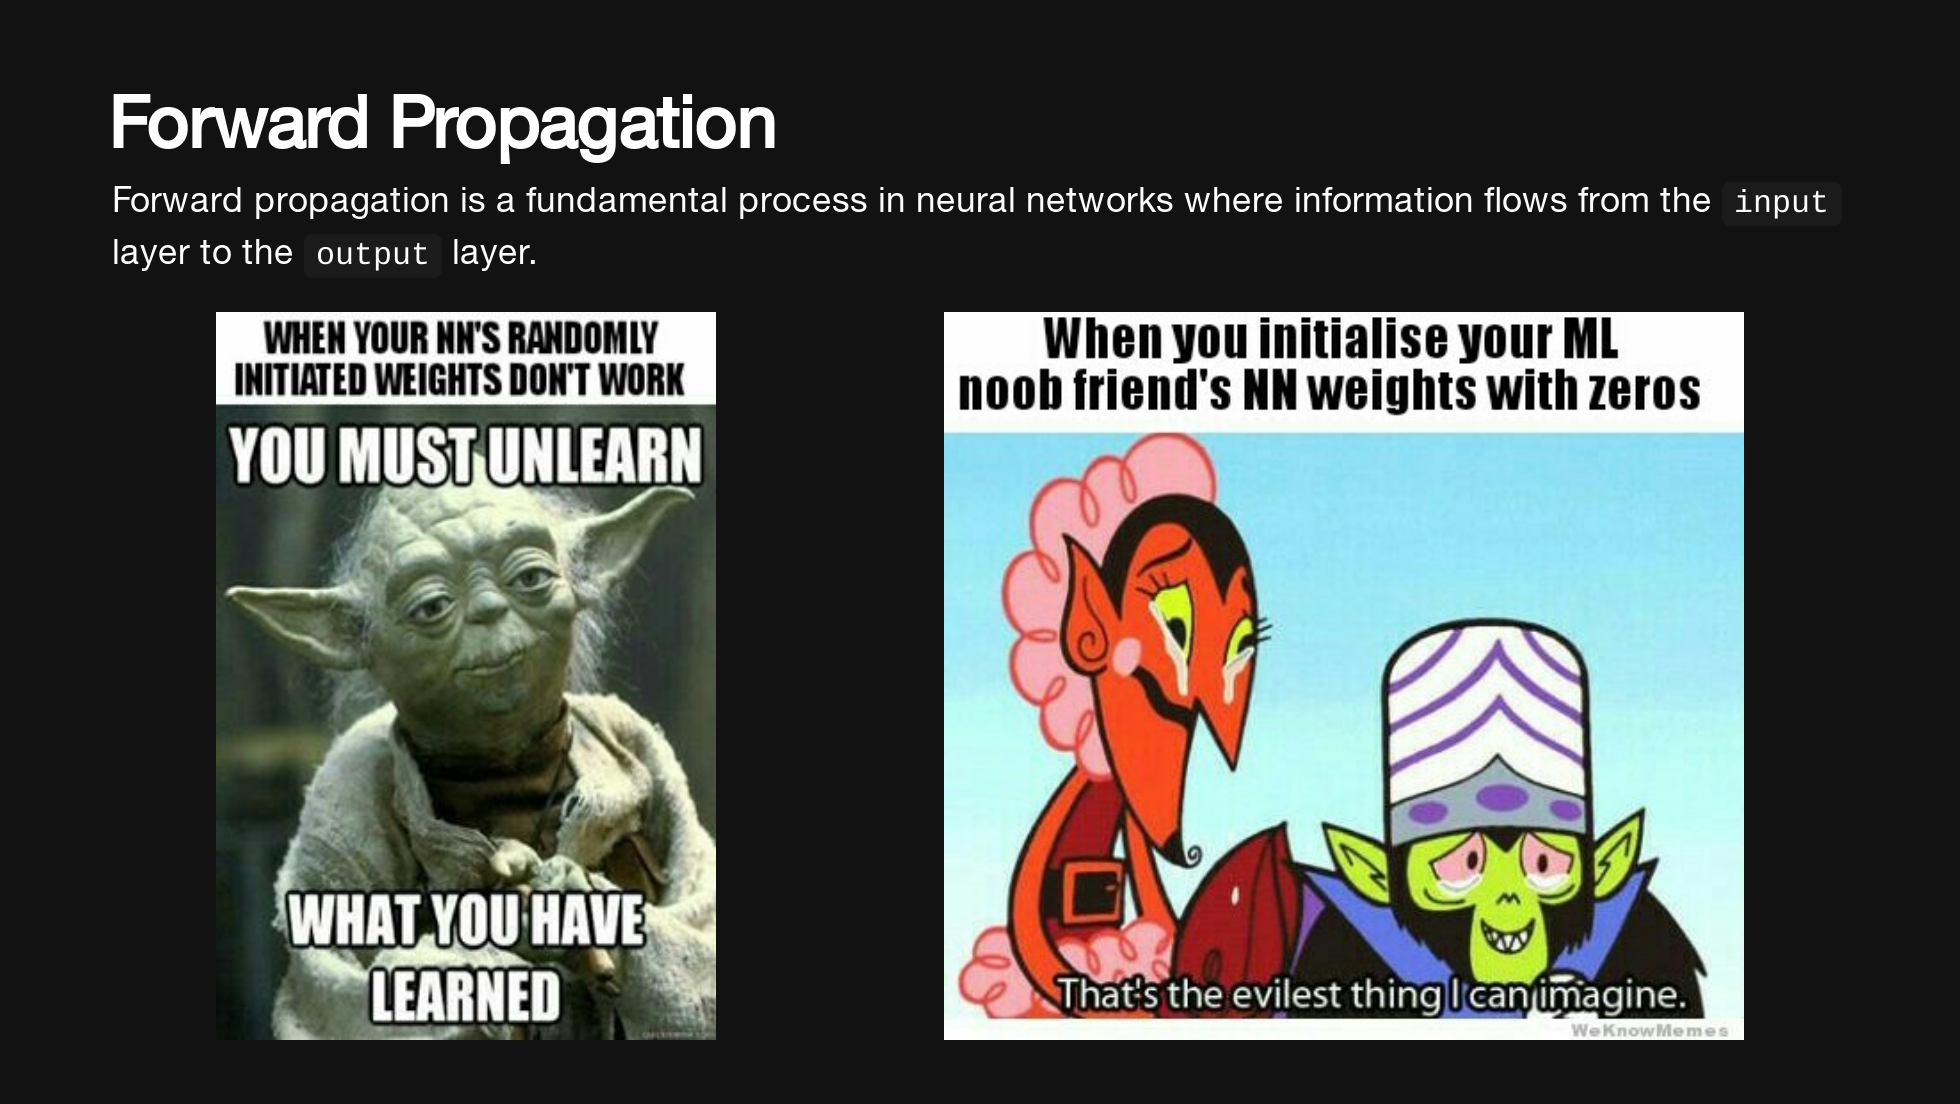 Forward Propagation
Forward propagation is a fundamental process in neural networks where information flows from the input
layer to the output layer.
WHEN YOUR NN'S RANDOMLY
INITIATED WEIGHTS DON'T WORK
YOU MUST UNLEARN
WHAT YOU HAVE
LEARNED
When you initialise your ML
noob friend's NN weights with zeros
That's the evilest thing I can imagine.
WeKnowMemes